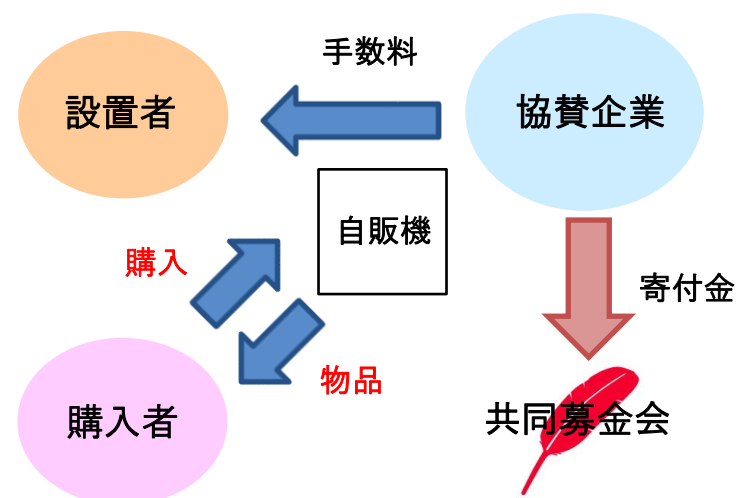 手数料
設置者
協賛企業
自販機
購入
寄付金
物品
購入者
共同募金会